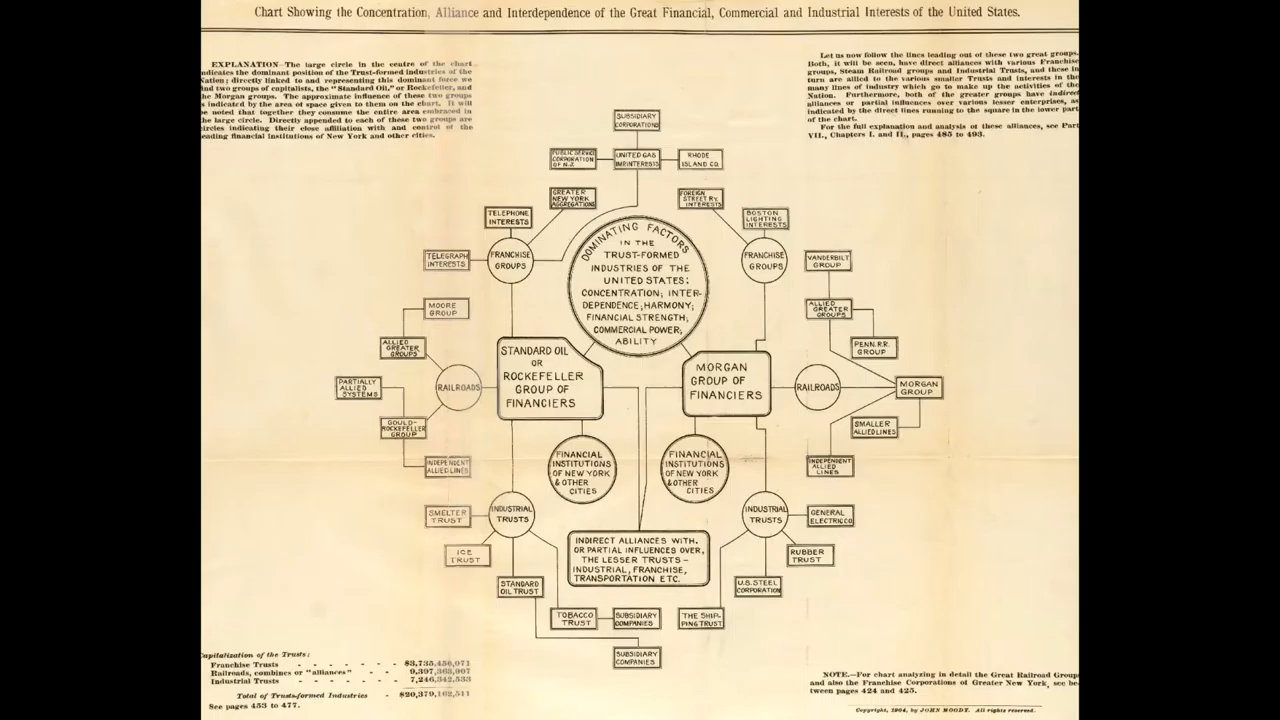 Chart Showing the Concentration, Alliance and Interdependence of the Great Financial, Commercial and Industrial Interests of the United States.
EXPLANATION—The large circle in the centre of the chart
indicates the dominant position of the Trust-formed industries of the
Nation; directly linked to and representing this dominant force we
find two groups of capitalists, the "Standard Oil," or Rockefeller, and
the Morgan groups. The approximate influence of these two groups
is indicated by the area of space given to them on the chart. It will
be noted that together they consume the entire area embraced in
the large circle. Directly appended to each of these two groups are
circles indicating their close affiliation with and control of the
leading financial institutions of New York and other cities.
Let us now follow the lines leading out of these two great groups.
Both, it will be seen, have direct alliances with various Franchise
groups, Steam Railroad groups and Industrial Trusts, and these in
turn are allied to the various smaller Trusts and interests in the
many lines of industry which go to make up the activities of the
Nation. Furthermore, both of the greater groups have indirect
alliances or partial influences over various lesser enterprises, as
indicated by the direct lines running to the square in the lower part
of the chart.
For the full explanation and analysis of these alliances, see Part
VII., Chapters I. and II., pages 485 to 493.
SUBSIDIARY
CORPORATIONS
PUBLIC SERVICE
CORPORATION
OF N.J.
UNITED GAS
IMP. INTERESTS
RHODE
ISLAND CO.
GREATER
NEW YORK
AGGREGATIONS
FOREIGN
STREET RY.
INTERESTS
TELEPHONE
INTERESTS
BOSTON
LIGHTING
INTERESTS
TELEGRAPH
INTERESTS
FRANCHISE
GROUPS
DOMINATING FACTORS
IN THE
TRUST-FORMED
INDUSTRIES OF THE
UNITED STATES:
CONCENTRATION; INTER-
DEPENDENCE; HARMONY;
FINANCIAL STRENGTH;
COMMERCIAL POWER;
ABILITY
FRANCHISE
GROUPS
VANDERBILT
GROUP
MOORE
GROUP
ALLIED
GREATER
GROUPS
ALLIED
GREATER
GROUPS
PENN. R.R.
GROUP
STANDARD OIL
OR
ROCKEFELLER
GROUP OF
FINANCIERS
MORGAN
GROUP OF
FINANCIERS
PARTIALLY
ALLIED
SYSTEMS
RAILROADS
RAILROADS
MORGAN
GROUP
GOULD-
ROCKEFELLER
GROUP
SMALLER
ALLIED LINES
INDEPENDENT
ALLIED LINES
FINANCIAL
INSTITUTIONS
OF NEW YORK
& OTHER
CITIES
FINANCIAL
INSTITUTIONS
OF NEW YORK
& OTHER
CITIES
INDEPENDENT
ALLIED
LINES
SMELTER
TRUST
INDUSTRIAL
TRUSTS
INDUSTRIAL
TRUSTS
GENERAL
ELECTRIC CO
ICE
TRUST
INDIRECT ALLIANCES WITH,
OR PARTIAL INFLUENCES OVER,
THE LESSER TRUSTS—
INDUSTRIAL, FRANCHISE,
TRANSPORTATION ETC.
RUBBER
TRUST
STANDARD
OIL TRUST
U.S. STEEL
CORPORATION
TOBACCO
TRUST
SUBSIDIARY
COMPANIES
THE SHIP-
PING TRUST
SUBSIDIARY
COMPANIES
Capitalization of the Trusts:
Franchise Trusts - - - - - - $3,735,456,071
Railroads, combines or "alliances" - - 9,397,363,907
Industrial Trusts - - - - - - 7,246,342,533
Total of Trusts-formed Industries - $20,379,162,511
See pages 453 to 477.
NOTE.—For chart analyzing in detail the Great Railroad Groups
and also the Franchise Corporations of Greater New York, see be-
tween pages 424 and 425.
Copyright, 1904, by JOHN MOODY. All rights reserved.